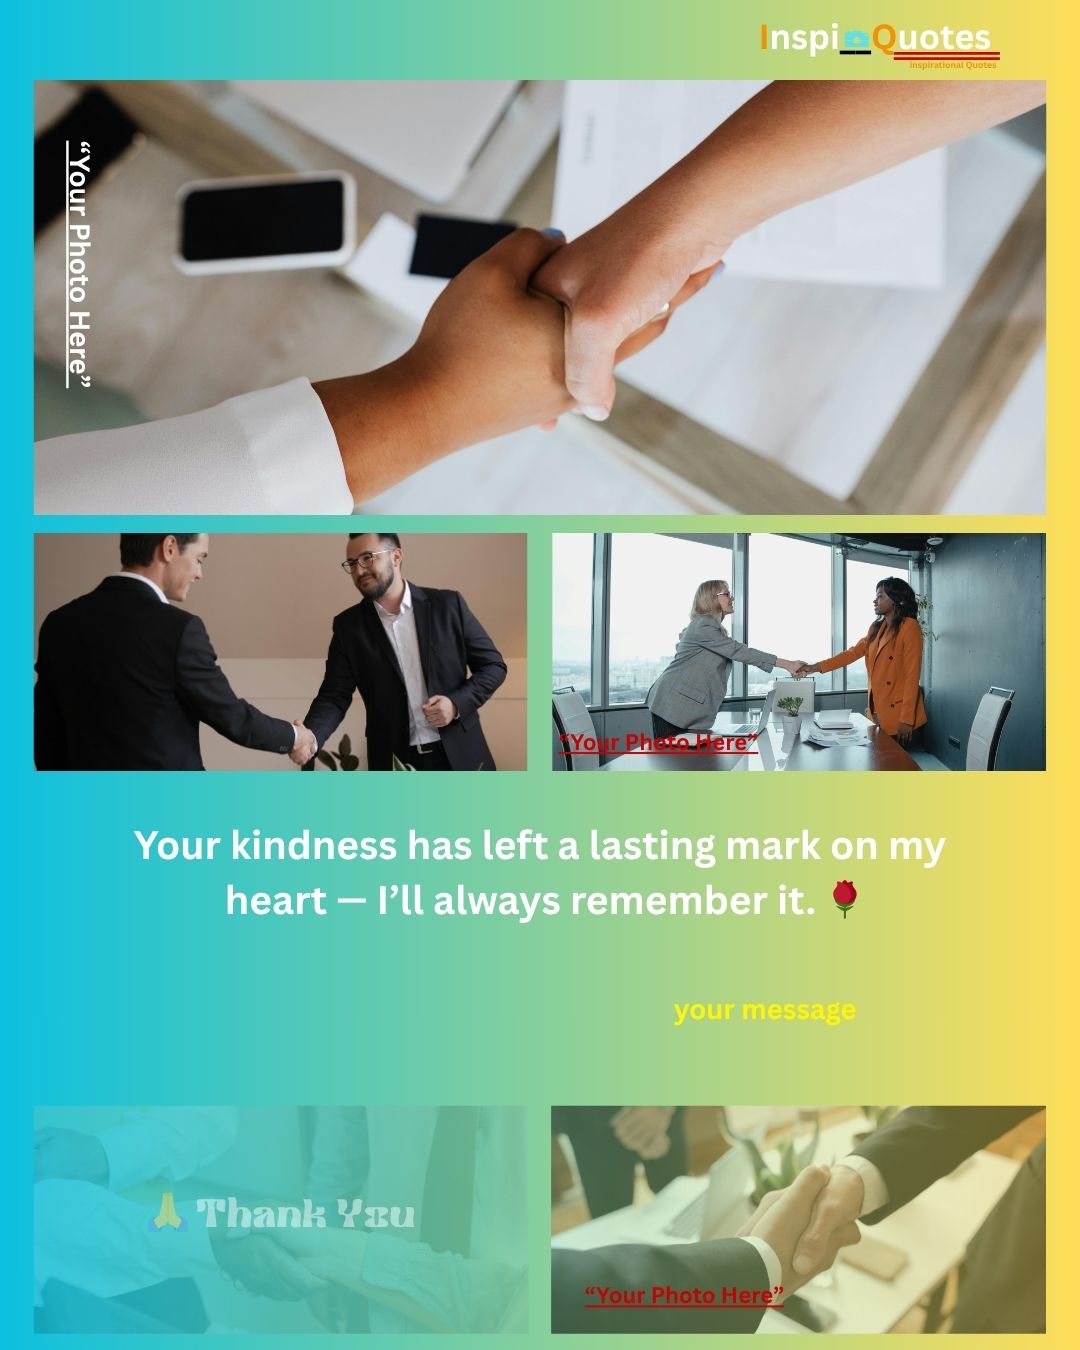 InspiQuotes
inspirational Quotes
“Your Photo Here”
“Your Photo Here”
Your kindness has left a lasting mark on my
heart — I’ll always remember it. 🌹
your message
🙏 Thank You
“Your Photo Here”